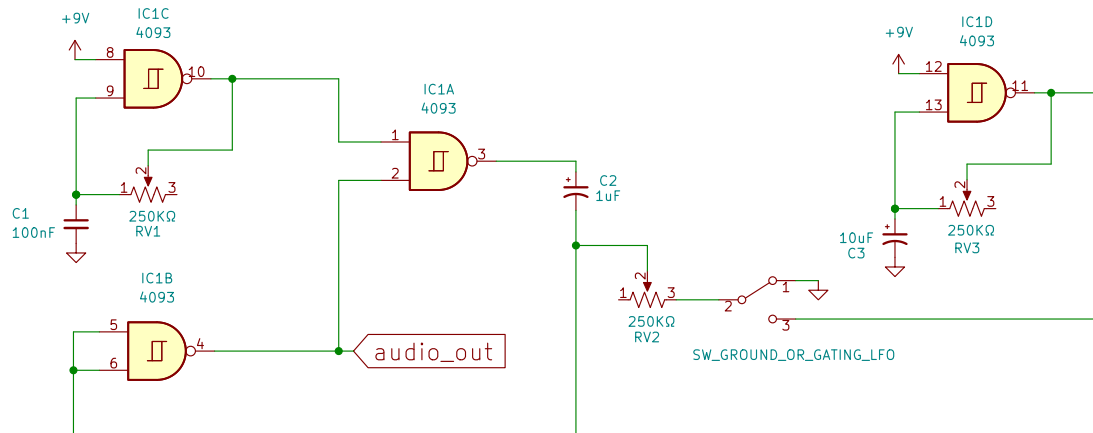 IC1C
4093
+9V
8
9
10
1
2
3
250KΩ
RV1
C1
100nF
IC1A
4093
1
2
3
C2
1uF
+
IC1B
4093
5
6
4
audio_out
1
2
3
250KΩ
RV2
2
1
3
SW_GROUND_OR_GATING_LFO
IC1D
4093
+9V
12
13
11
1
2
3
250KΩ
RV3
+
10uF
C3